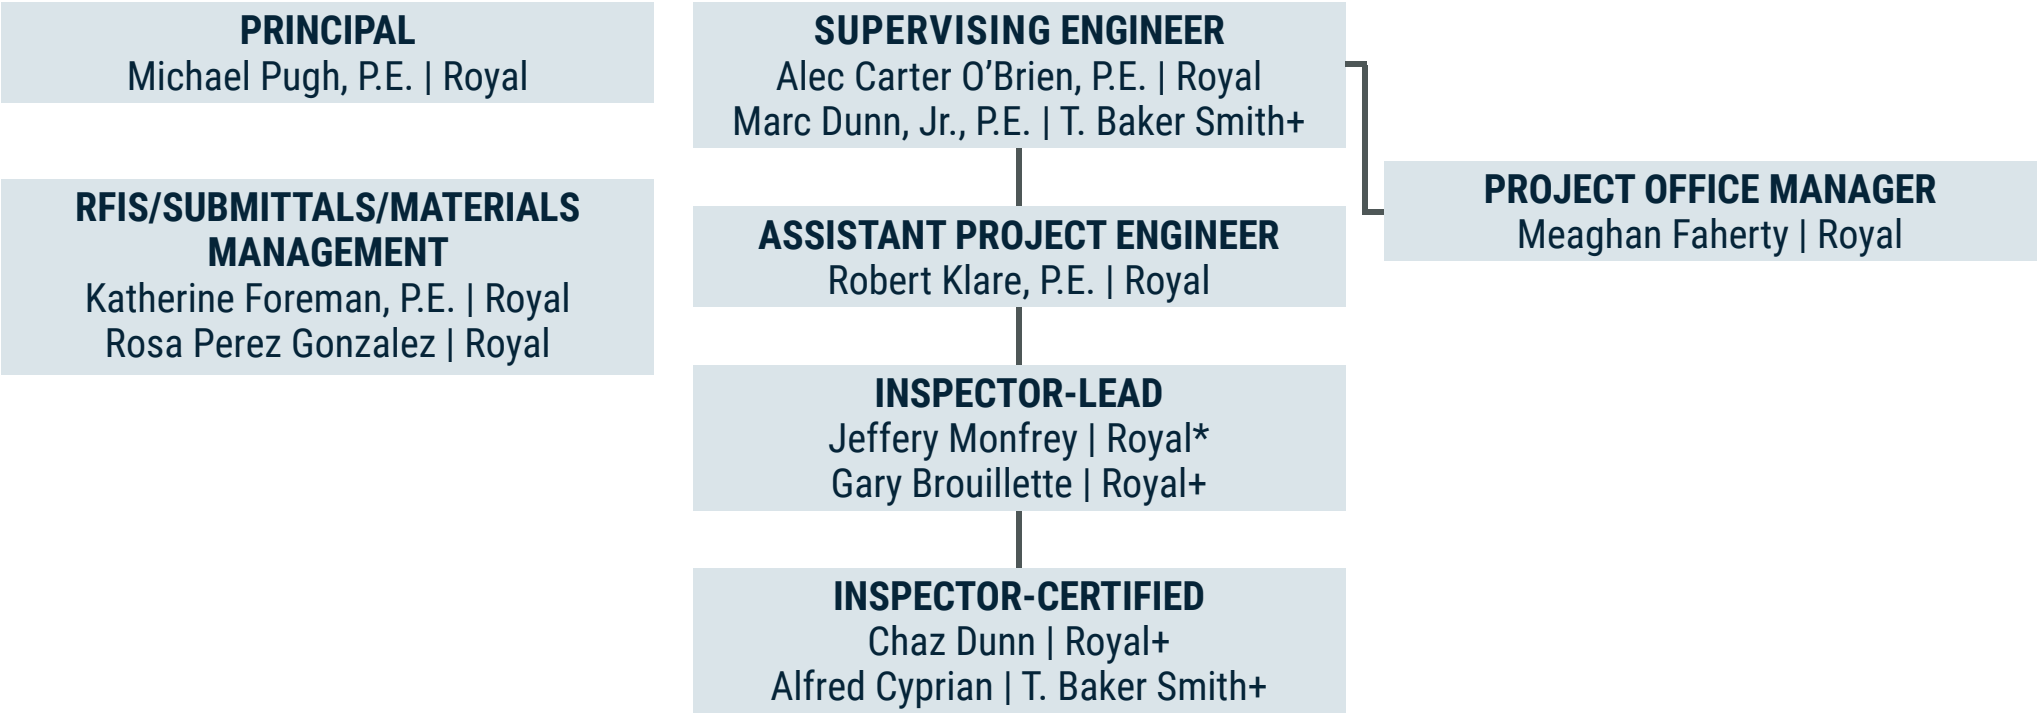 PRINCIPAL
Michael Pugh, P.E. | Royal
RFIS/SUBMITTALS/MATERIALS
MANAGEMENT
Katherine Foreman, P.E. | Royal
Rosa Perez Gonzalez | Royal
SUPERVISING ENGINEER
Alec Carter O’Brien, P.E. | Royal
Marc Dunn, Jr., P.E. | T. Baker Smith+
ASSISTANT PROJECT ENGINEER
Robert Klare, P.E. | Royal
INSPECTOR-LEAD
Jeffery Monfrey | Royal*
Gary Brouillette | Royal+
INSPECTOR-CERTIFIED
Chaz Dunn | Royal+
Alfred Cyprian | T. Baker Smith+
PROJECT OFFICE MANAGER
Meaghan Faherty | Royal